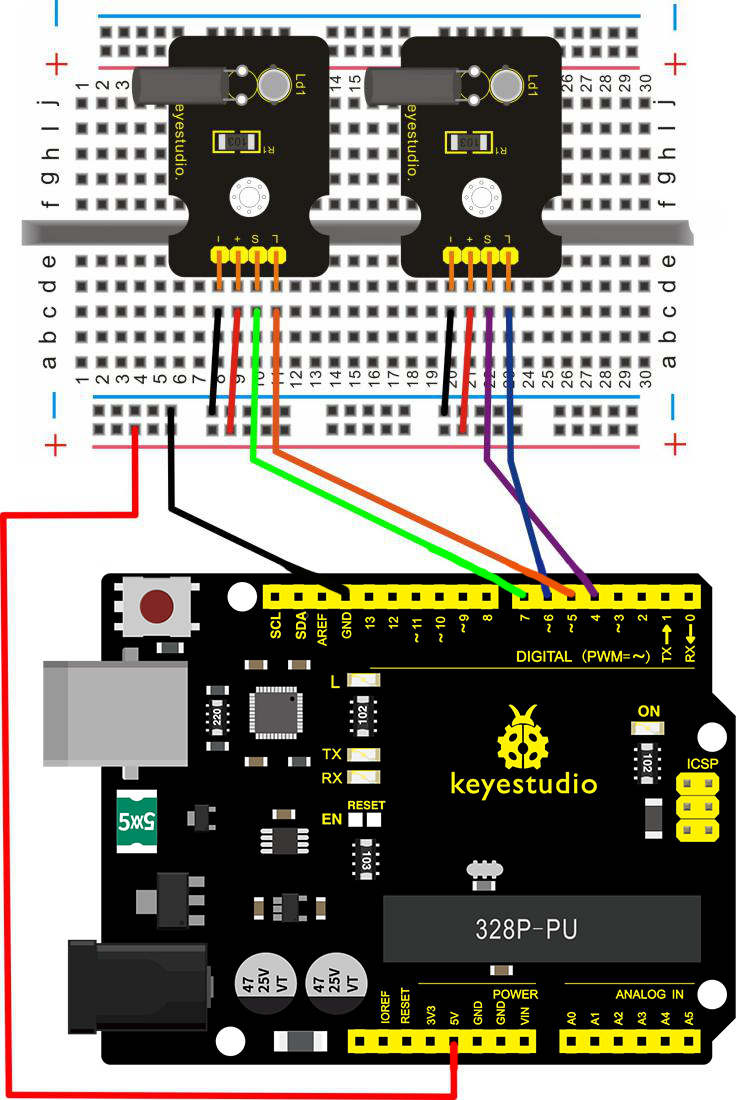 + +
1 2 3 14 15 26 27 28 29 30
j j
I I
h h
g g
f f
Ld1 Ld1
103 R1 103 R1
eyestudio. eyestudio.
- + S L - + S L
e e
d d
c c
b b
a a
1 2 3 4 5 6 7 8 9 10 11 12 13 14 15 16 17 18 19 20 21 22 23 24 25 26 27 28 29 30
+ +
SCL SDA AREF GND 13 12 ~11 ~10 ~9 8 7 ~6 ~5 4 ~3 2 TX→1 RX←0
DIGITAL (PWM=~)
L
220 102
ON
TX
RX
102
keyestudio
ICSP
RESET
EN
5x5
103
328P-PU
47 25V VT 47 25V VT
POWER ANALOG IN
IOREF RESET 3V3 5V GND GND VIN A0 A1 A2 A3 A4 A5